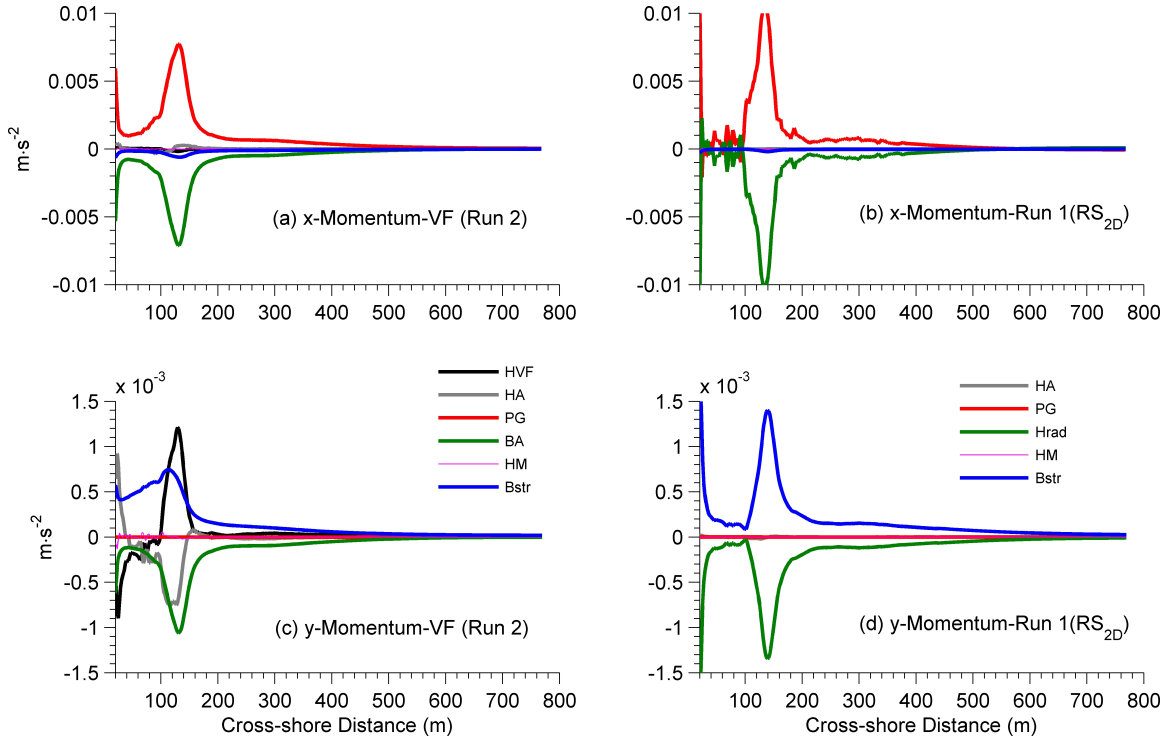 0.01
0.005
0
-0.005
-0.01
m·s-2
(a) x-Momentum-VF (Run 2)
100 200 300 400 500 600 700 800
0.01
0.005
0
-0.005
-0.01
(b) x-Momentum-Run 1(RS2D)
100 200 300 400 500 600 700 800
x 10-3
1.5
1
0.5
0
-0.5
-1
-1.5
m·s-2
HVF
HA
PG
BA
HM
Bstr
(c) y-Momentum-VF (Run 2)
100 200 300 400 500 600 700 800
Cross-shore Distance (m)
x 10-3
1.5
1
0.5
0
-0.5
-1
-1.5
HA
PG
Hrad
HM
Bstr
(d) y-Momentum-Run 1(RS2D)
100 200 300 400 500 600 700 800
Cross-shore Distance (m)